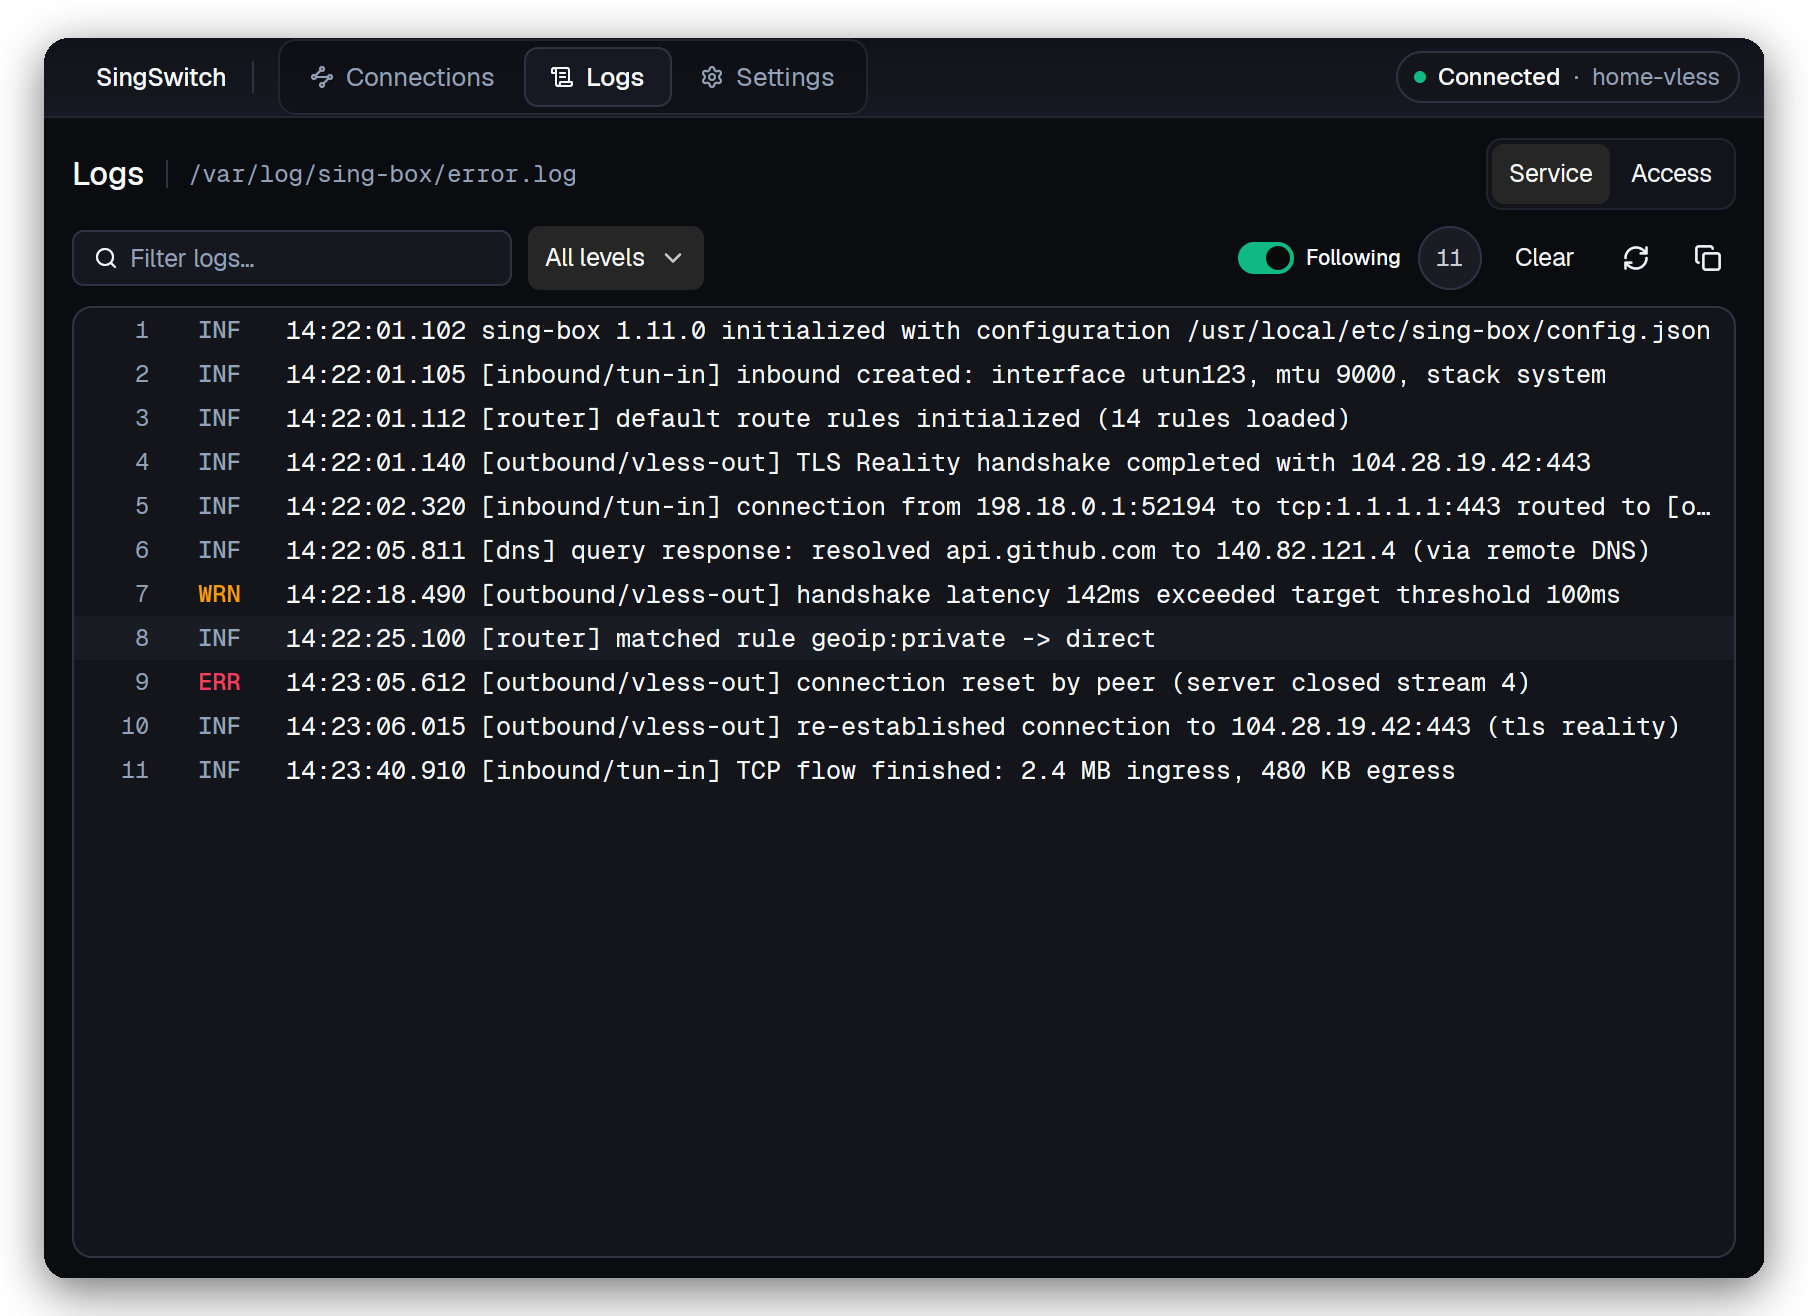 SingSwitch
Connections
Logs
Settings
Connected · home-vless
Logs
/var/log/sing-box/error.log
Service
Access
Filter logs...
All levels
Following
11
Clear
1 INF 14:22:01.102 sing-box 1.11.0 initialized with configuration /usr/local/etc/sing-box/config.json
2 INF 14:22:01.105 [inbound/tun-in] inbound created: interface utun123, mtu 9000, stack system
3 INF 14:22:01.112 [router] default route rules initialized (14 rules loaded)
4 INF 14:22:01.140 [outbound/vless-out] TLS Reality handshake completed with 104.28.19.42:443
5 INF 14:22:02.320 [inbound/tun-in] connection from 198.18.0.1:52194 to tcp:1.1.1.1:443 routed to [o…
6 INF 14:22:05.811 [dns] query response: resolved api.github.com to 140.82.121.4 (via remote DNS)
7 WRN 14:22:18.490 [outbound/vless-out] handshake latency 142ms exceeded target threshold 100ms
8 INF 14:22:25.100 [router] matched rule geoip:private -> direct
9 ERR 14:23:05.612 [outbound/vless-out] connection reset by peer (server closed stream 4)
10 INF 14:23:06.015 [outbound/vless-out] re-established connection to 104.28.19.42:443 (tls reality)
11 INF 14:23:40.910 [inbound/tun-in] TCP flow finished: 2.4 MB ingress, 480 KB egress